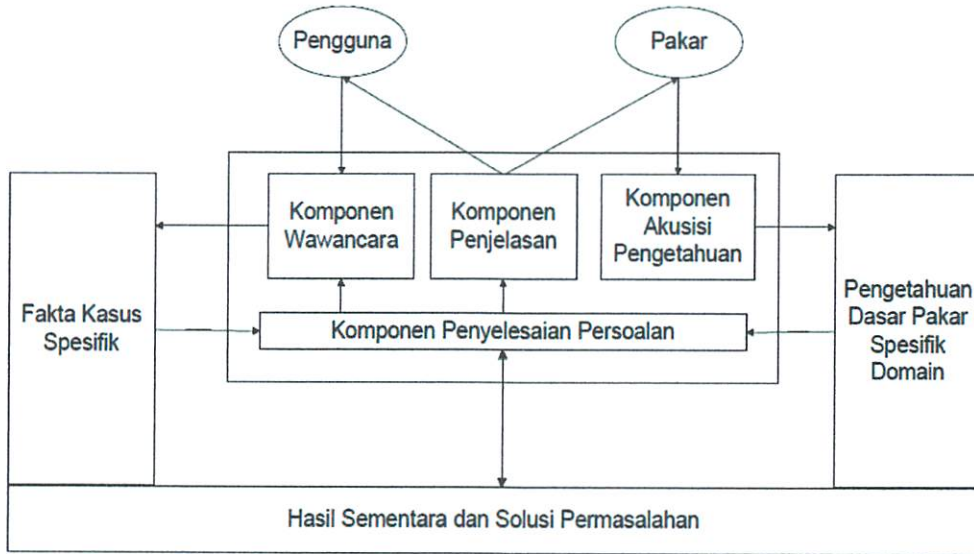 Pengguna
Pakar
Komponen
Wawancara
Komponen
Penjelasan
Komponen
Akusisi
Pengetahuan
Fakta Kasus
Spesifik
Komponen Penyelesaian Persoalan
Pengetahuan
Dasar Pakar
Spesifik
Domain
Hasil Sementara dan Solusi Permasalahan